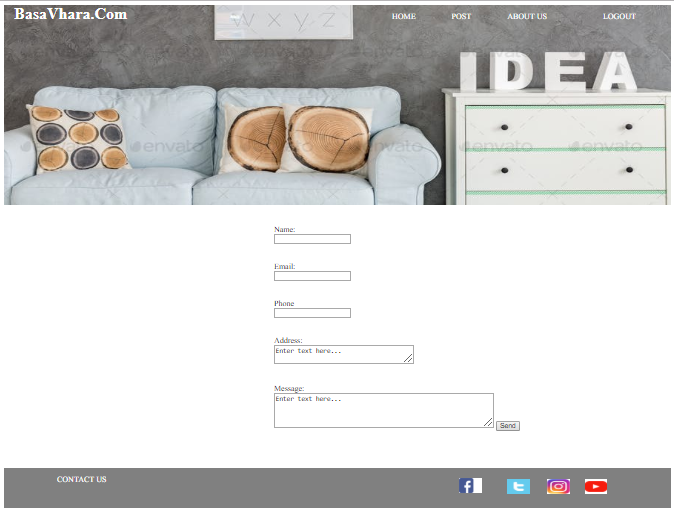 BasaVhara.Com
W X Y Z
HOME POST ABOUT US LOGOUT
IDEA
envato envato envato envato
Name:
Email:
Phone
Address:
Enter text here...
Message:
Enter text here...
Send
CONTACT US